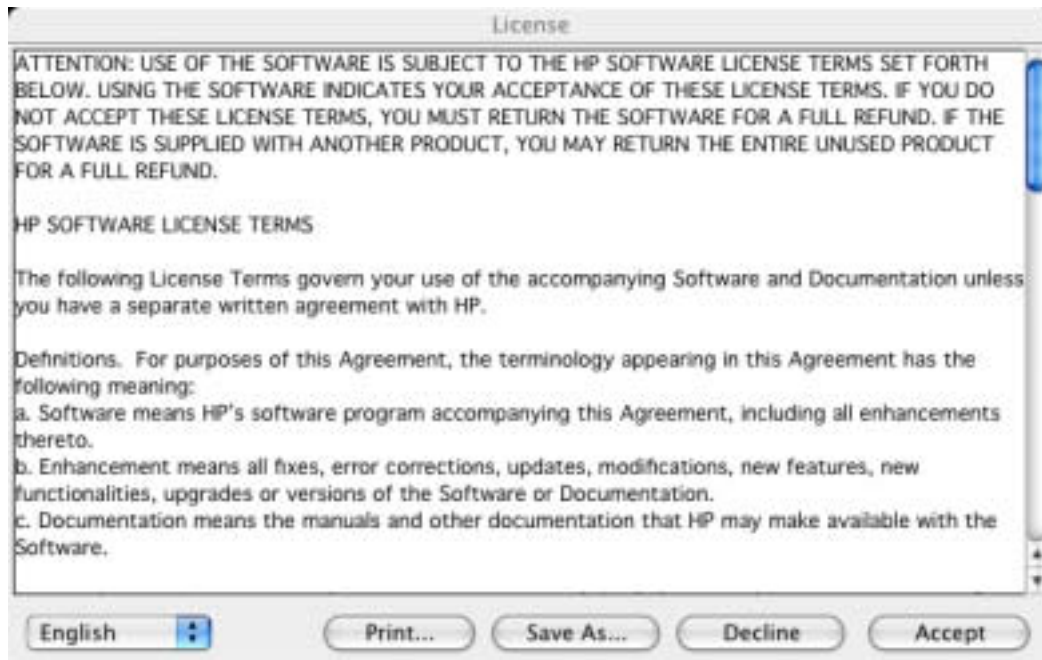 License
ATTENTION: USE OF THE SOFTWARE IS SUBJECT TO THE HP SOFTWARE LICENSE TERMS SET FORTH
BELOW. USING THE SOFTWARE INDICATES YOUR ACCEPTANCE OF THESE LICENSE TERMS. IF YOU DO
NOT ACCEPT THESE LICENSE TERMS, YOU MUST RETURN THE SOFTWARE FOR A FULL REFUND. IF THE
SOFTWARE IS SUPPLIED WITH ANOTHER PRODUCT, YOU MAY RETURN THE ENTIRE UNUSED PRODUCT
FOR A FULL REFUND.
HP SOFTWARE LICENSE TERMS
The following License Terms govern your use of the accompanying Software and Documentation unless
you have a separate written agreement with HP.
Definitions. For purposes of this Agreement, the terminology appearing in this Agreement has the
following meaning:
a. Software means HP's software program accompanying this Agreement, including all enhancements
thereto.
b. Enhancement means all fixes, error corrections, updates, modifications, new features, new
functionalities, upgrades or versions of the Software or Documentation.
c. Documentation means the manuals and other documentation that HP may make available with the
Software.
English Print... Save As... Decline Accept